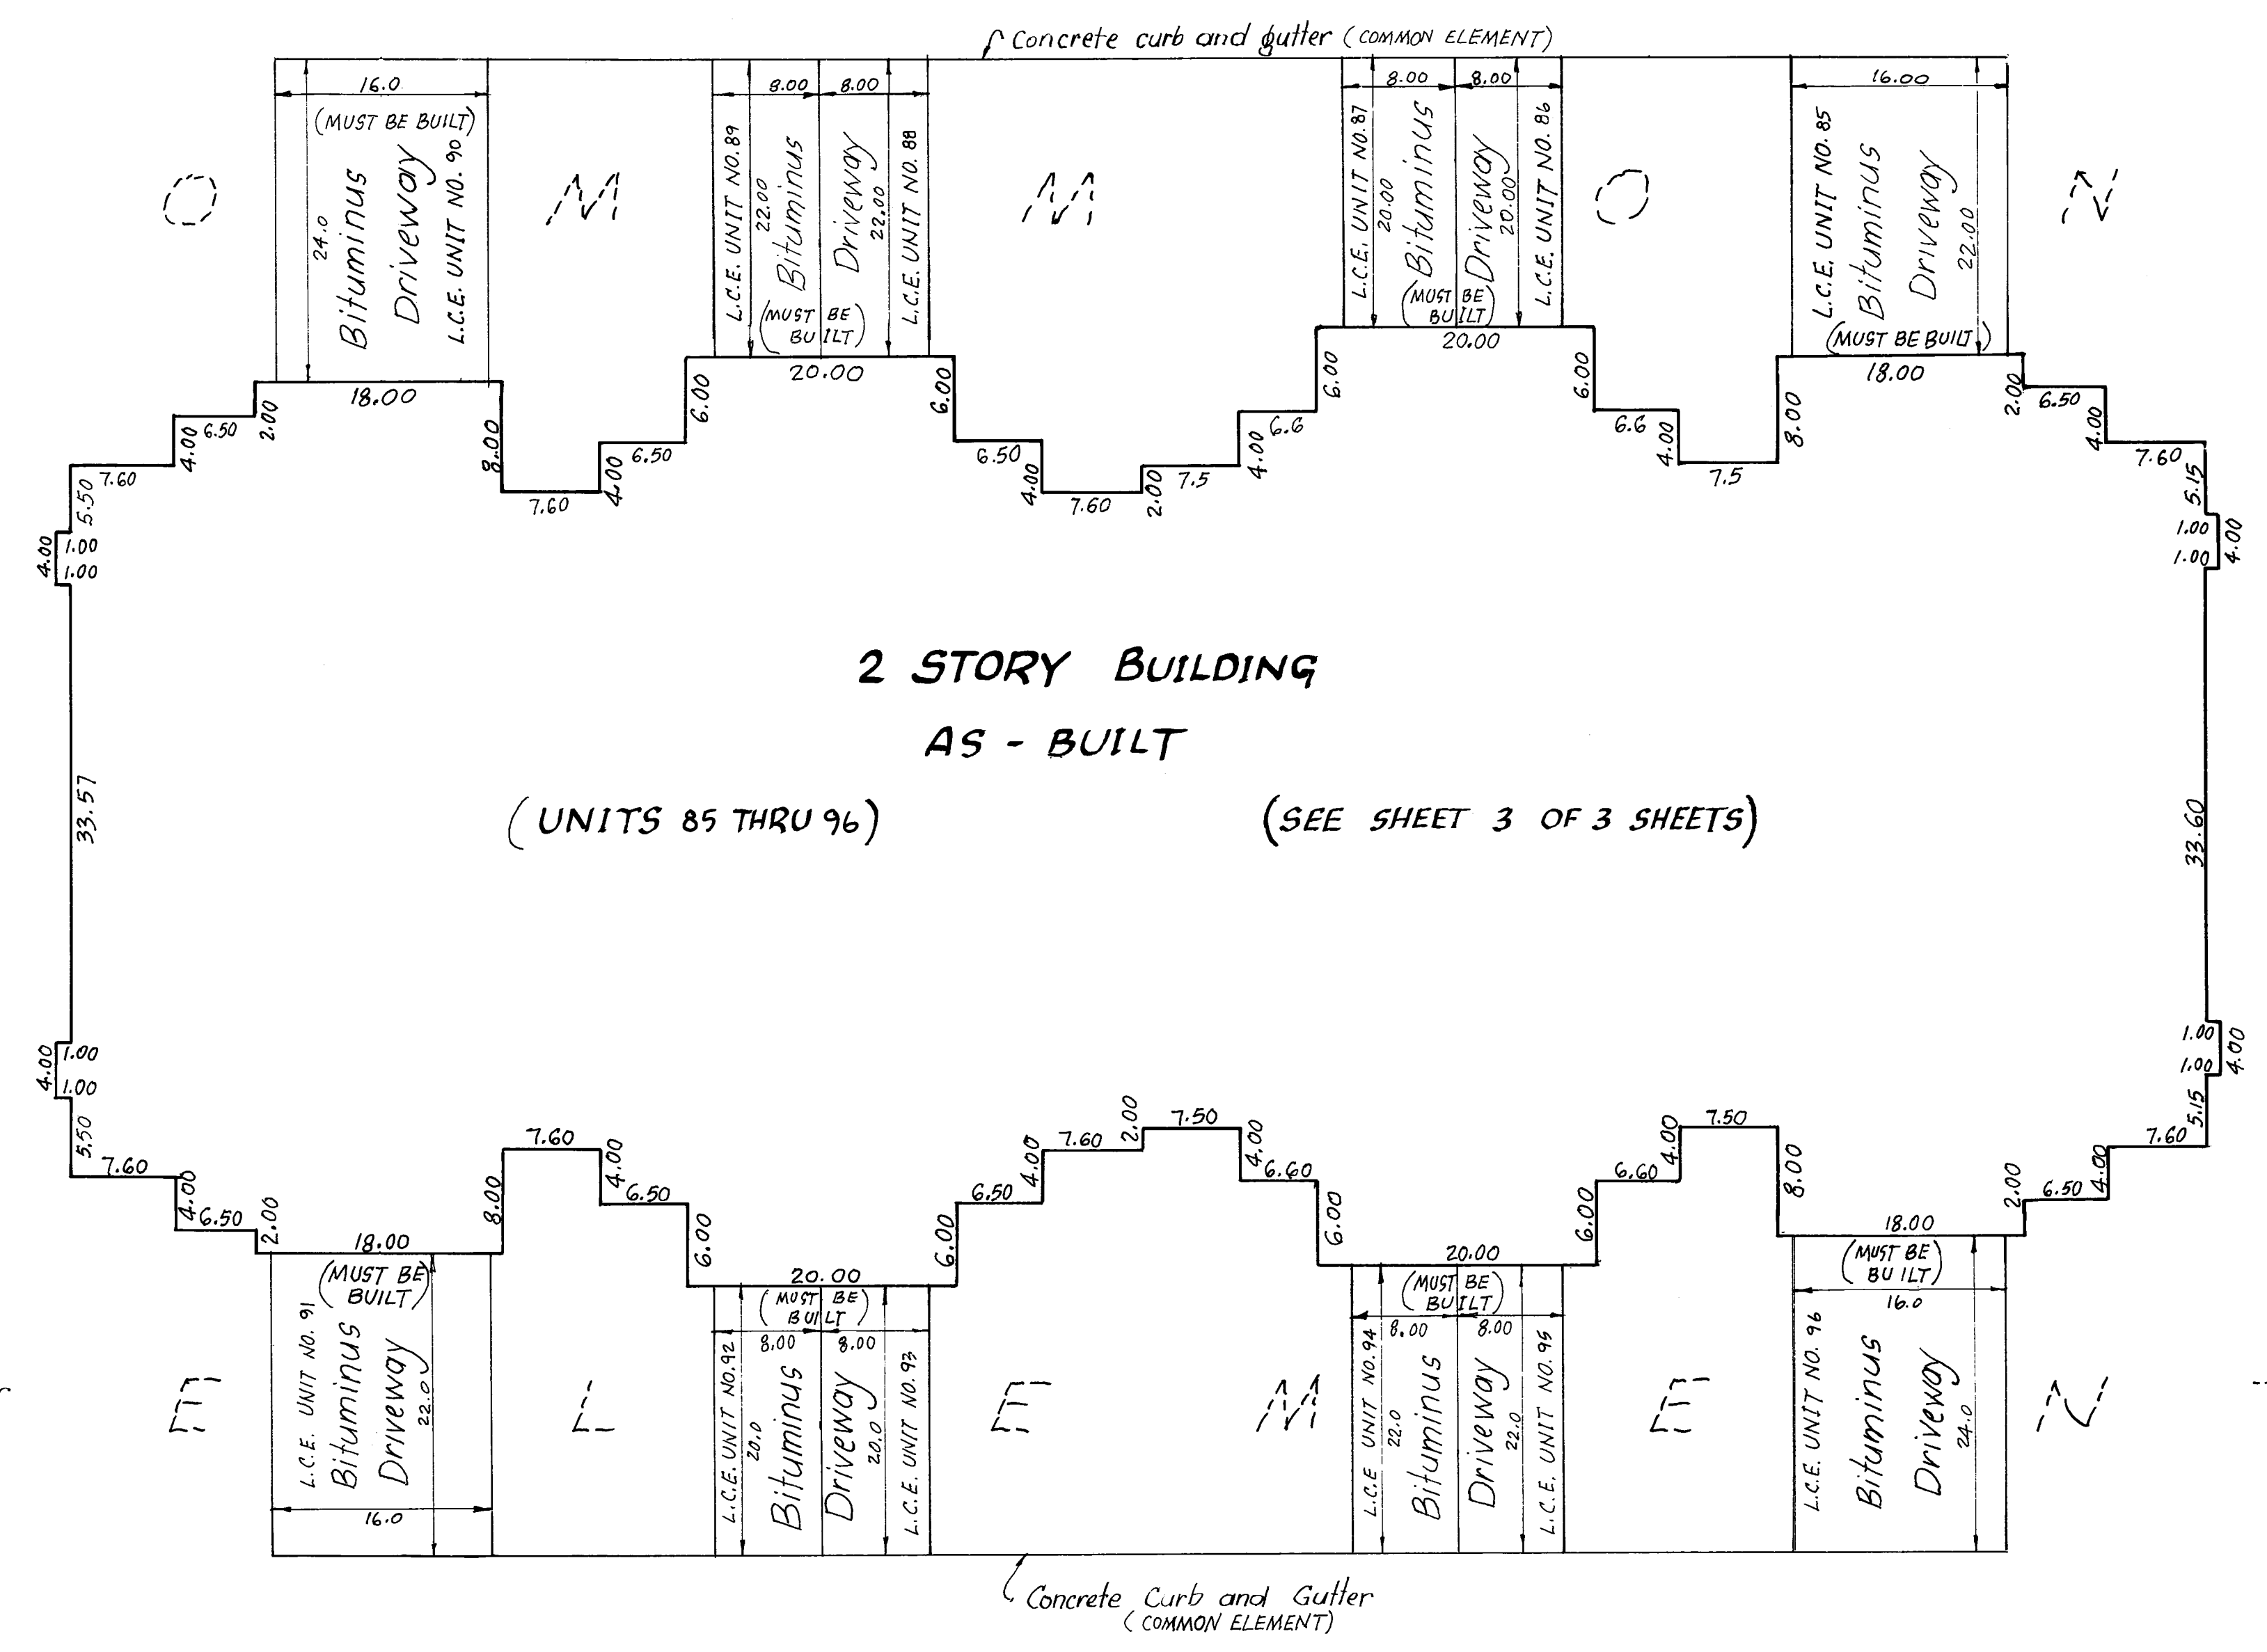 Concrete curb and gutter (COMMON ELEMENT)
16.0
(MUST BE BUILT)
24.0
Bituminus
Driveway
L.C.E. UNIT NO. 90
8.00
8.00
L.C.E. UNIT NO. 89
22.00
Bituminus
Driveway
22.00
L.C.E. UNIT NO. 88
(MUST BE
BUILT)
8.00
8.00
L.C.E. UNIT NO. 87
20.00
Bituminus
Driveway
20.00
L.C.E. UNIT NO. 86
(MUST BE
BUILT)
16.00
L.C.E. UNIT NO. 85
Bituminus
Driveway
22.00
(MUST BE BUILT)
O M M O N
18.00
20.00
20.00
18.00
5.50
7.60
4.00
6.50
2.00
8.00
7.60
4.00
6.50
6.00
6.00
6.50
4.00
7.60
2.00
7.5
4.00
6.6
6.00
6.00
6.6
4.00
7.5
8.00
2.00
6.50
4.00
7.60
5.15
4.00
1.00
1.00
1.00
1.00
4.00
2 STORY BUILDING
AS - BUILT
(UNITS 85 THRU 96)
(SEE SHEET 3 OF 3 SHEETS)
33.57
33.60
4.00
1.00
1.00
1.00
1.00
4.00
5.50
7.60
4.00
6.50
2.00
8.00
7.60
4.00
6.50
6.00
6.00
6.50
4.00
7.60
2.00
7.50
4.00
6.60
6.00
6.00
6.60
4.00
7.50
8.00
2.00
6.50
4.00
7.60
5.15
18.00
20.00
20.00
18.00
(MUST BE
BUILT)
L.C.E. UNIT NO. 91
Bituminus
Driveway
22.0
16.0
(MUST BE
BUILT)
8.00
8.00
L.C.E. UNIT NO. 92
20.0
Bituminus
Driveway
20.0
L.C.E. UNIT NO. 93
(MUST BE
BUILT)
8.00
8.00
L.C.E UNIT NO. 94
22.0
Bituminus
Driveway
22.0
L.C.E. UNIT NO. 95
(MUST BE
BUILT)
16.0
L.C.E. UNIT NO. 96
Bituminus
Driveway
24.0
E L E M E N
Concrete Curb and Gutter
(COMMON ELEMENT)